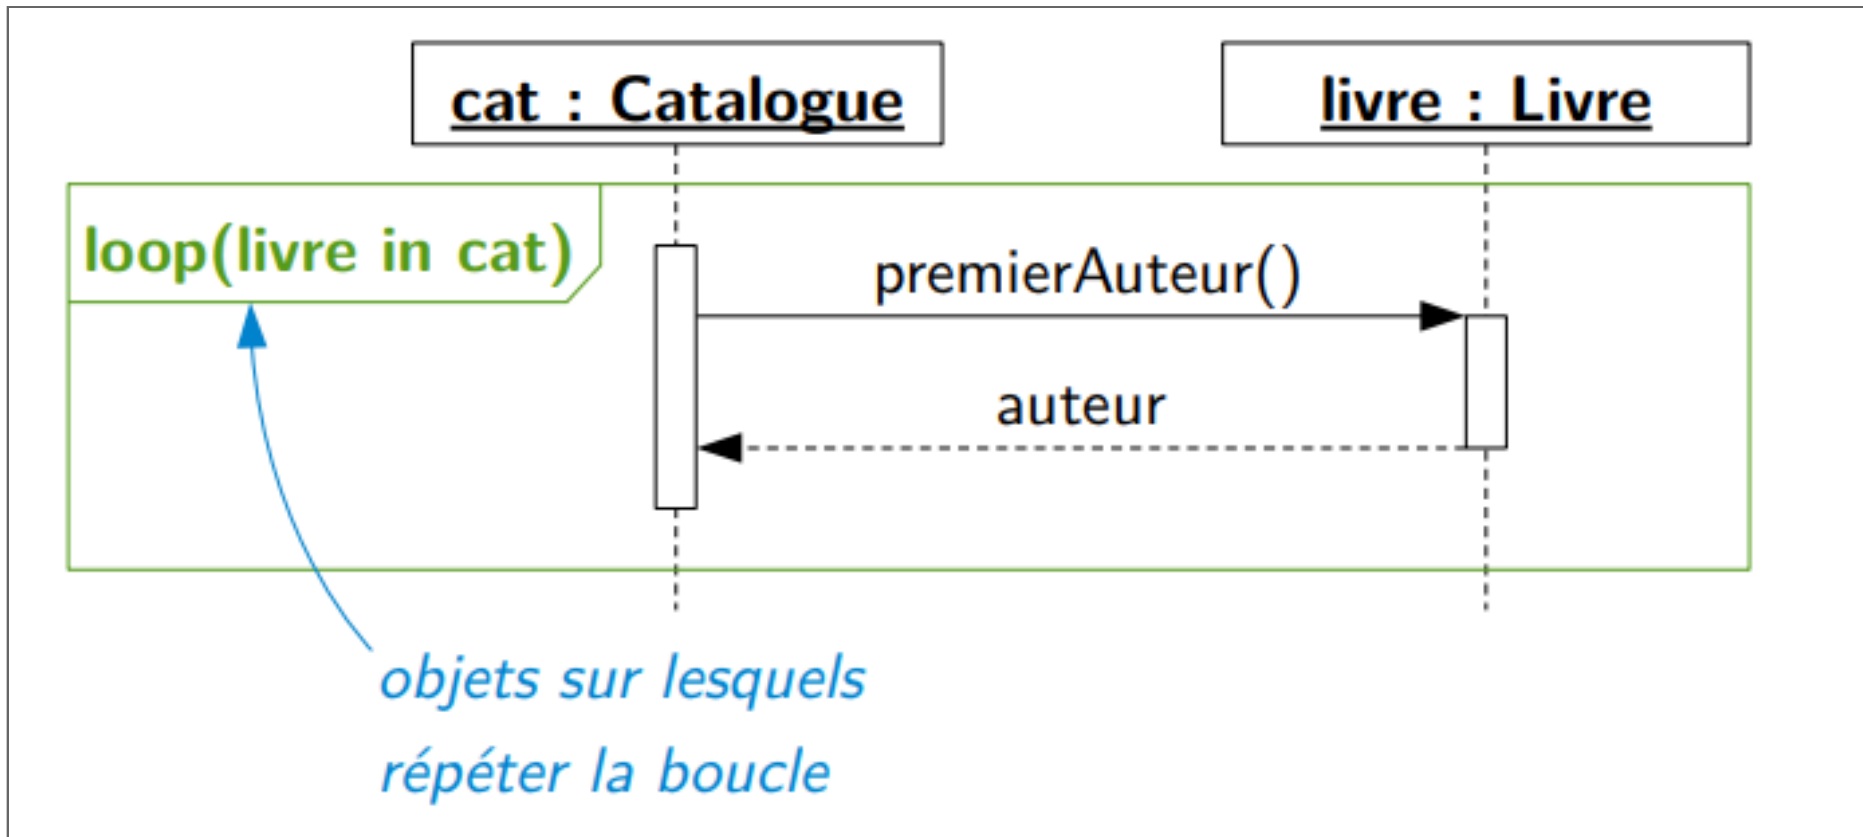 cat : Catalogue
livre : Livre
loop(livre in cat)
premierAuteur()
auteur
objets sur lesquels
répéter la boucle